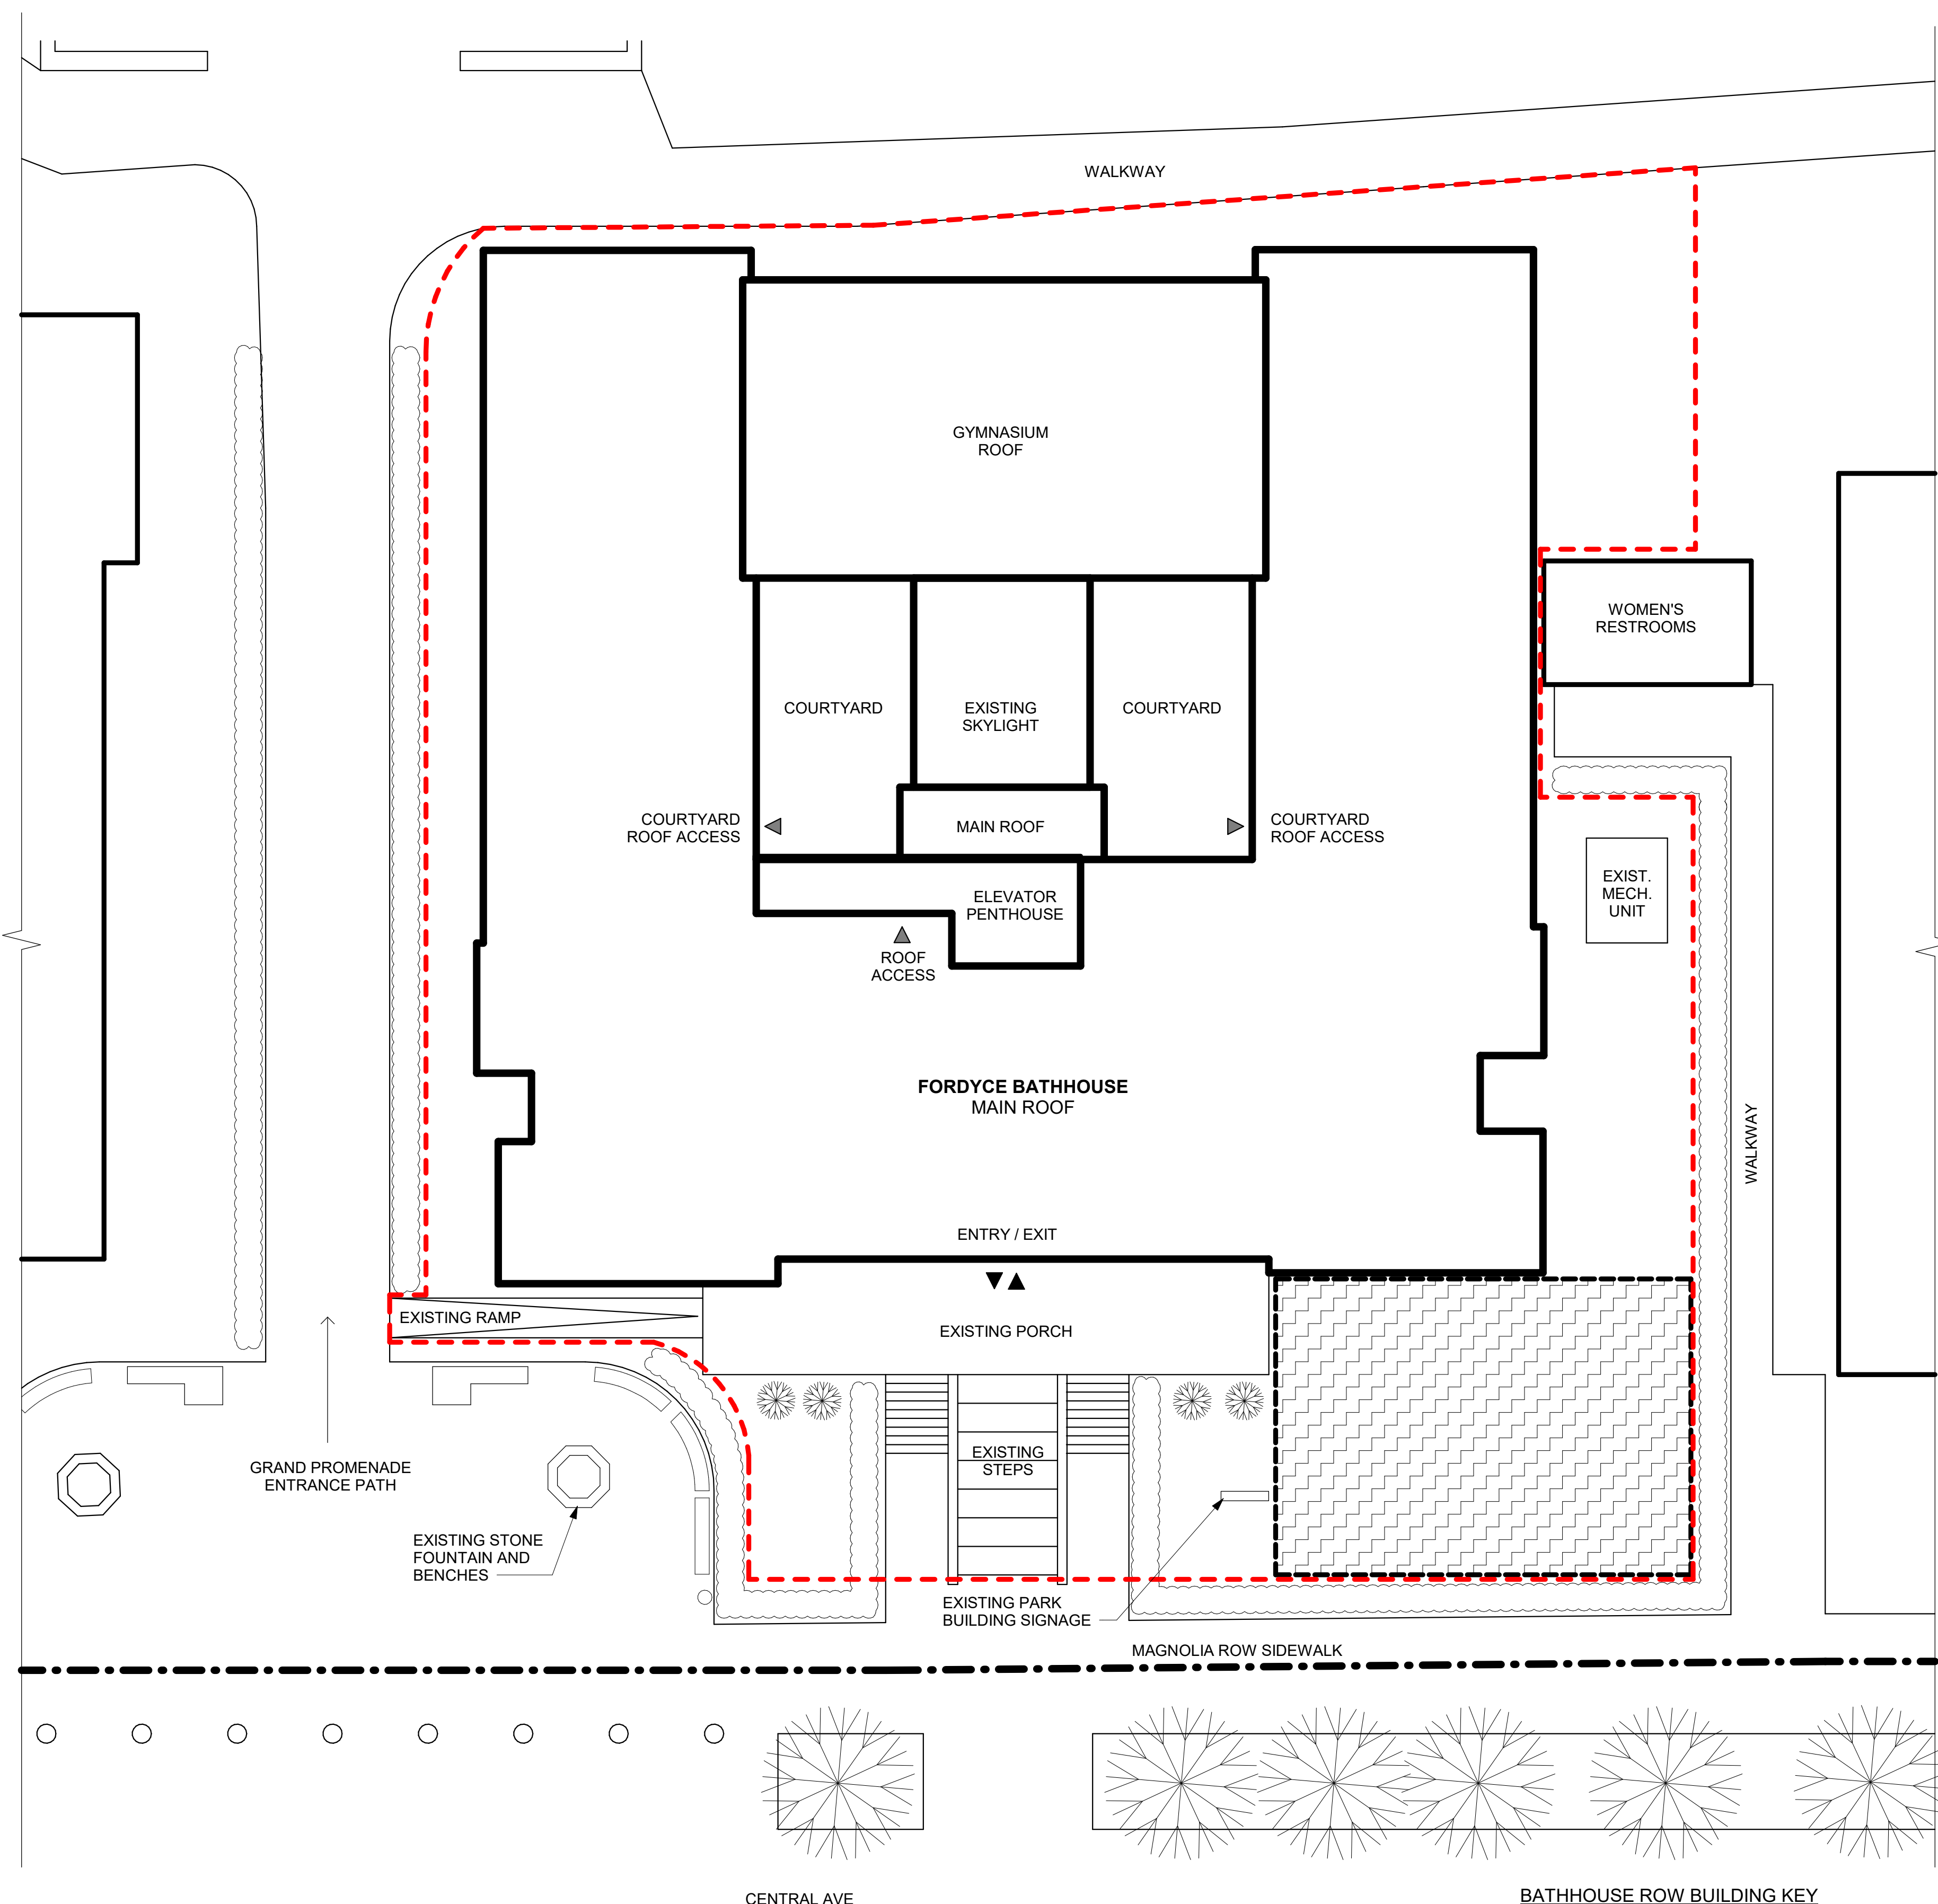 WALKWAY
GYMNASIUM
ROOF
WOMEN'S
RESTROOMS
COURTYARD
EXISTING
SKYLIGHT
COURTYARD
COURTYARD
ROOF ACCESS
MAIN ROOF
COURTYARD
ROOF ACCESS
ELEVATOR
PENTHOUSE
EXIST.
MECH.
UNIT
ROOF
ACCESS
FORDYCE BATHHOUSE
MAIN ROOF
WALKWAY
ENTRY / EXIT
EXISTING RAMP
EXISTING PORCH
EXISTING
STEPS
GRAND PROMENADE
ENTRANCE PATH
EXISTING STONE
FOUNTAIN AND
BENCHES
EXISTING PARK
BUILDING SIGNAGE
MAGNOLIA ROW SIDEWALK
CENTRAL AVE
BATHHOUSE ROW BUILDING KEY